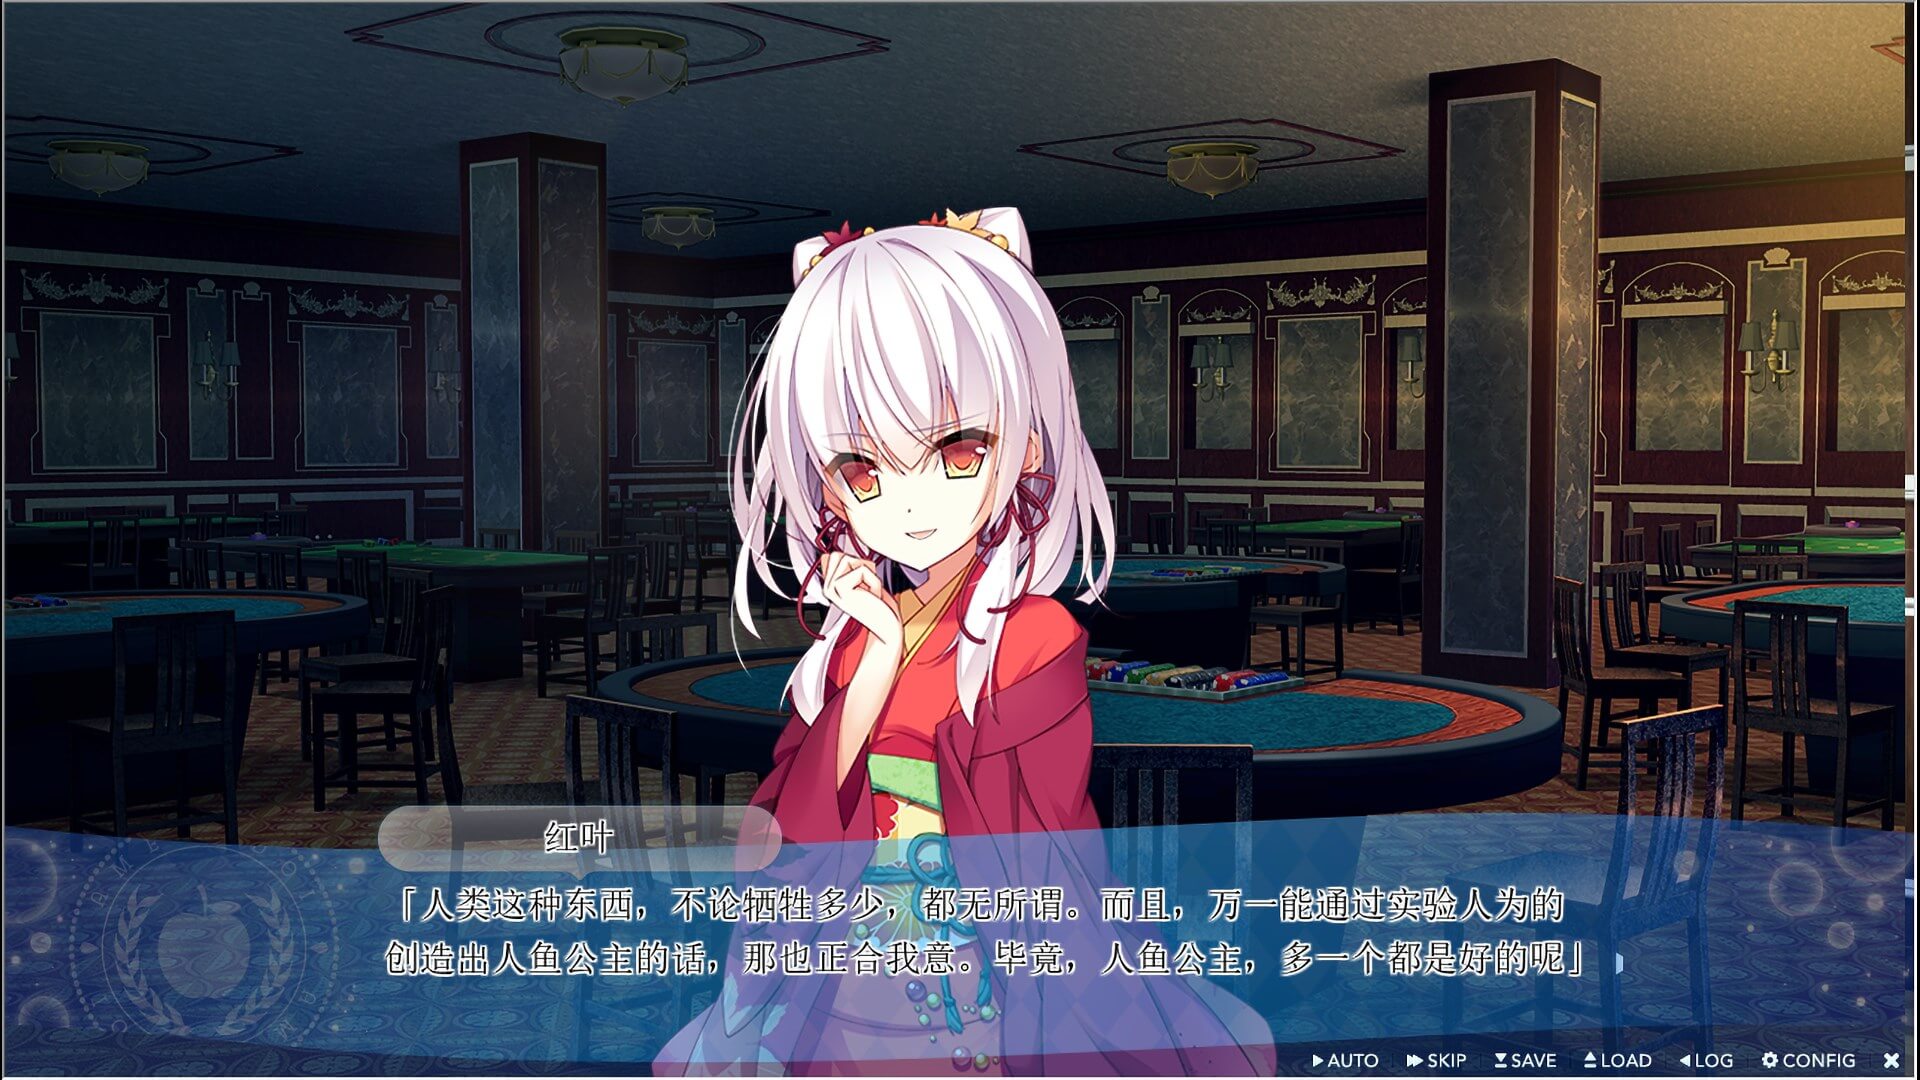 红叶
「人类这种东西，不论牺牲多少，都无所谓。而且，万一能通过实验人为的
创造出人鱼公主的话，那也正合我意。毕竟，人鱼公主，多一个都是好的呢」
AUTO SKIP SAVE LOAD LOG CONFIG